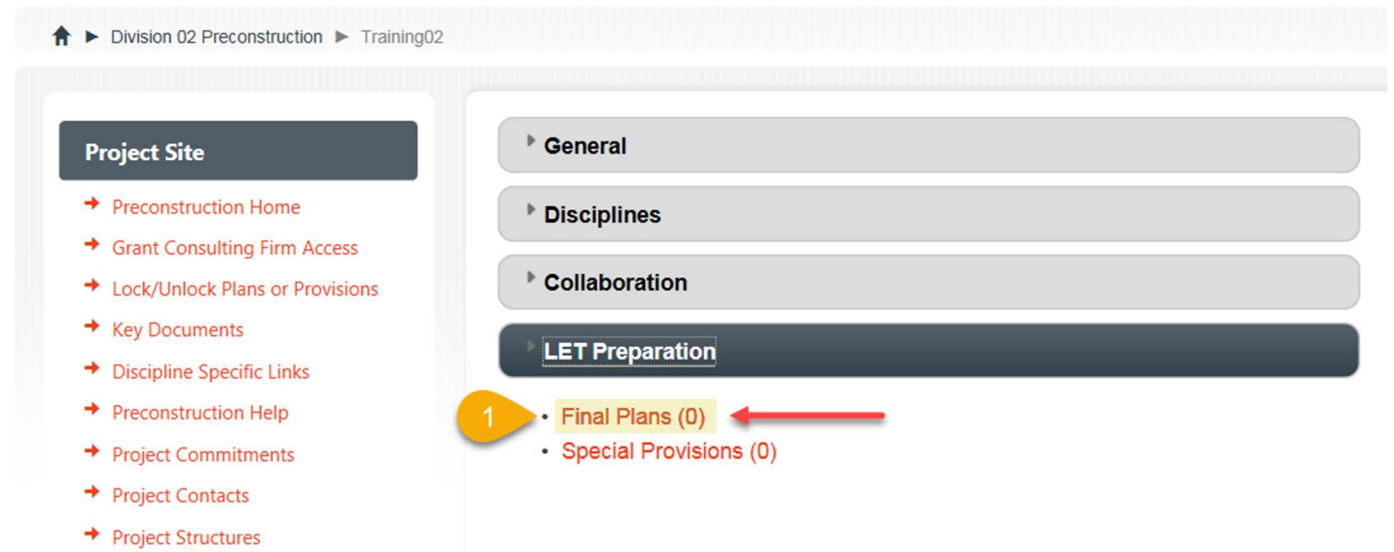 Division 02 Preconstruction ► Training02
Project Site
Preconstruction Home
Grant Consulting Firm Access
Lock/Unlock Plans or Provisions
Key Documents
Discipline Specific Links
Preconstruction Help
Project Commitments
Project Contacts
Project Structures
General
Disciplines
Collaboration
LET Preparation
1
• Final Plans (0)
• Special Provisions (0)